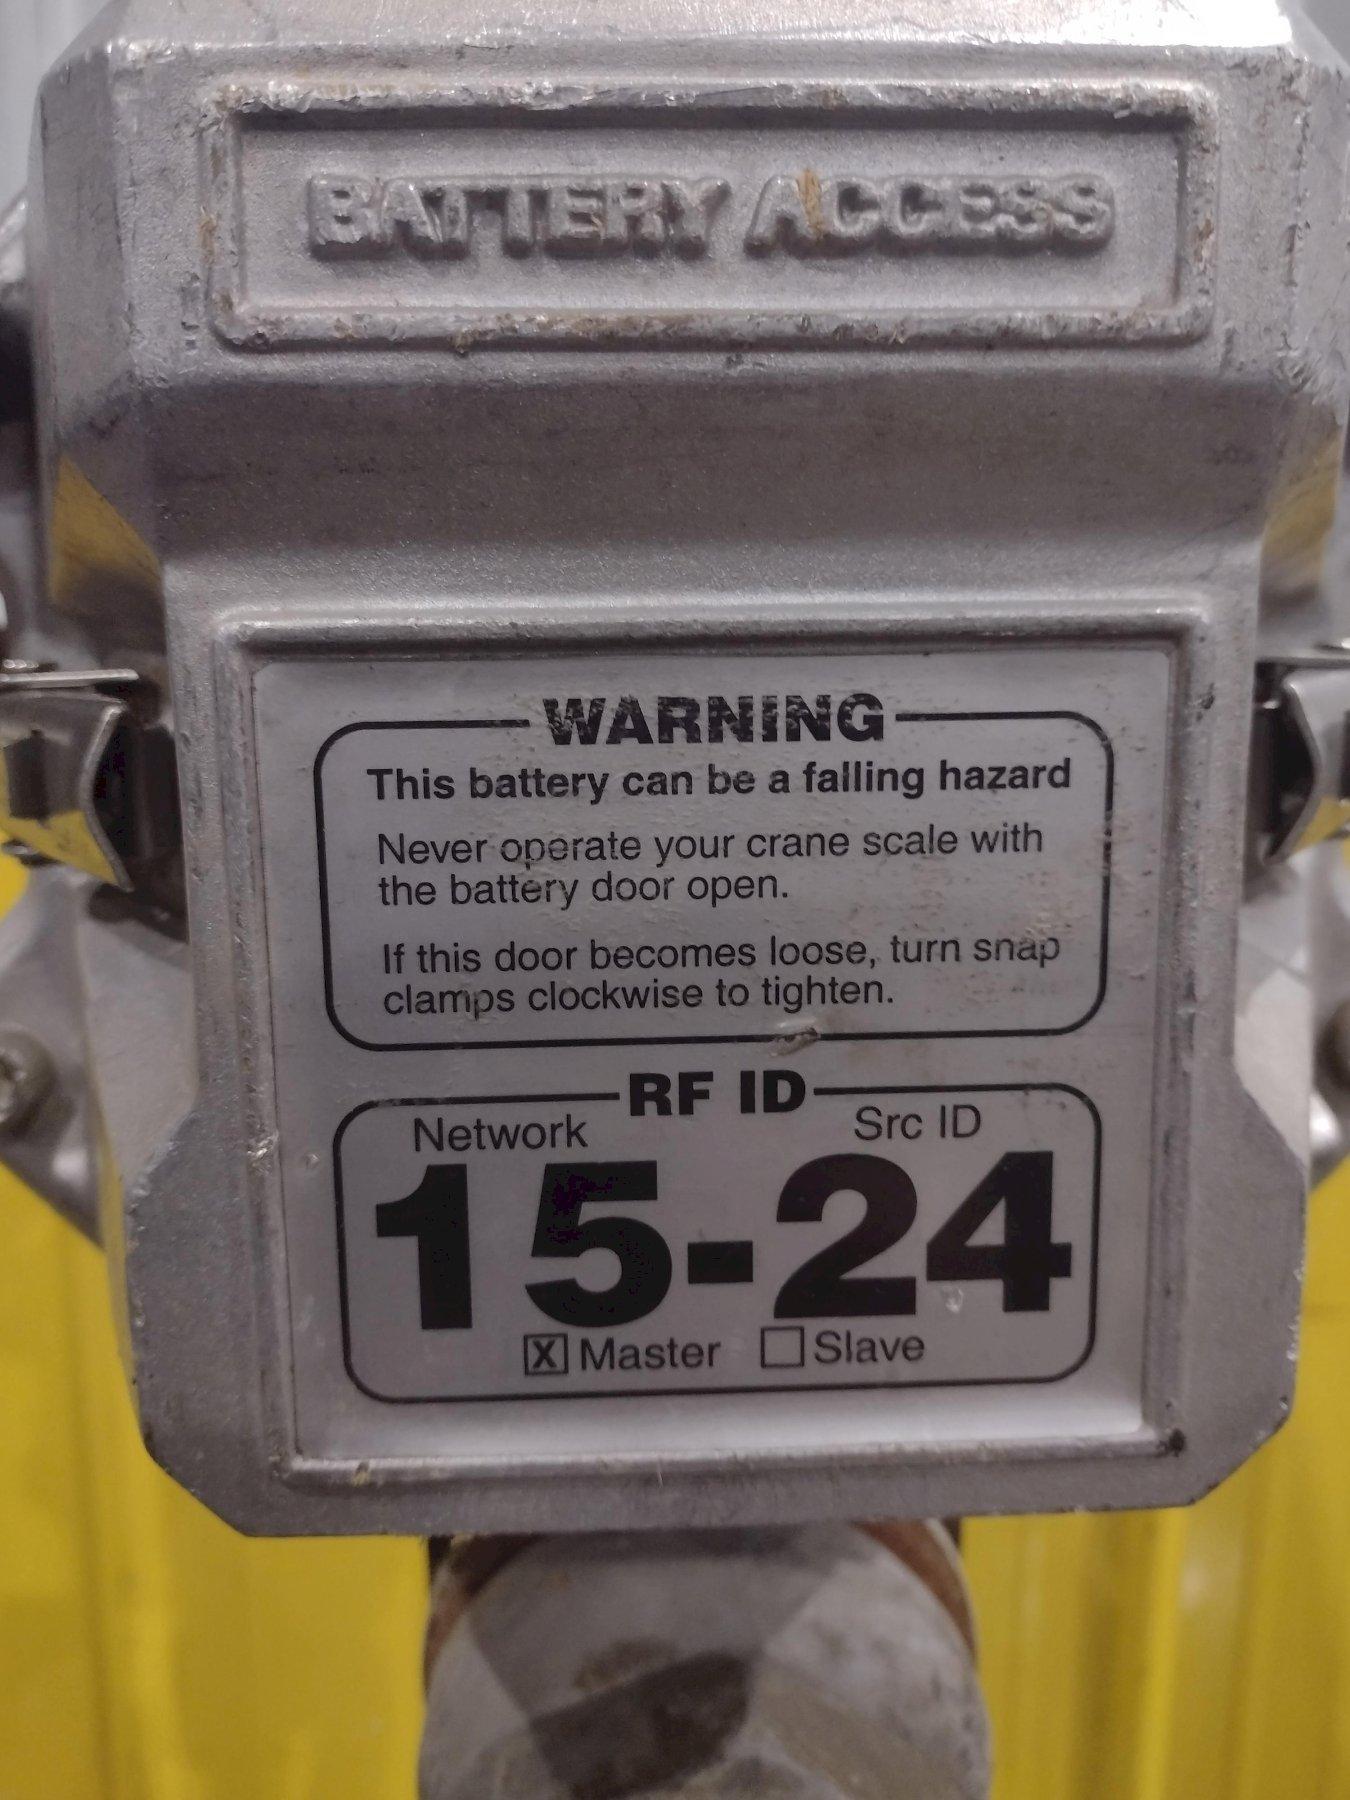 BATTERY ACCESS
WARNING
This battery can be a falling hazard
Never operate your crane scale with
the battery door open.
If this door becomes loose, turn snap
clamps clockwise to tighten.
RF ID
Network Src ID
15-24
[X] Master [ ] Slave